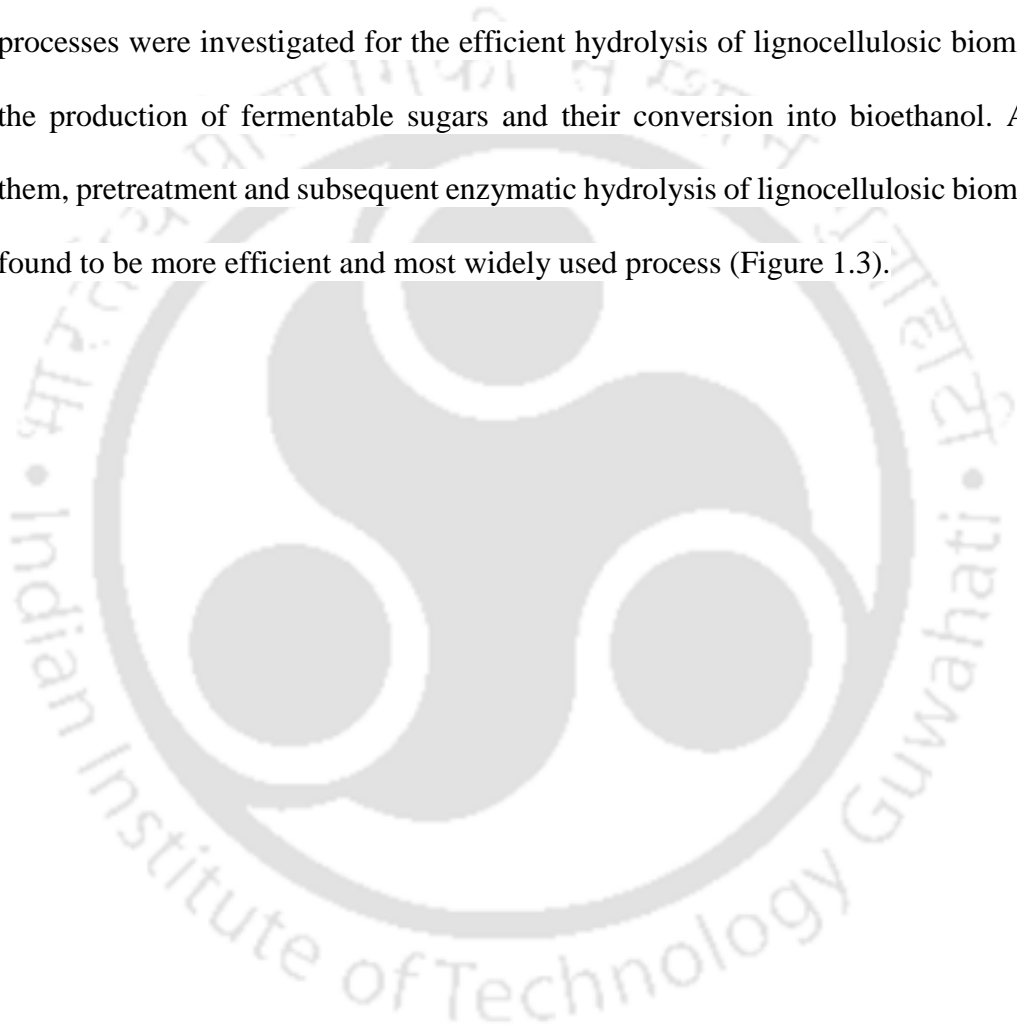 processes were investigated for the efficient hydrolysis of lignocellulosic biom
the production of fermentable sugars and their conversion into bioethanol. A
them, pretreatment and subsequent enzymatic hydrolysis of lignocellulosic biom
found to be more efficient and most widely used process (Figure 1.3).
Indian Institute of Technology Guwahati